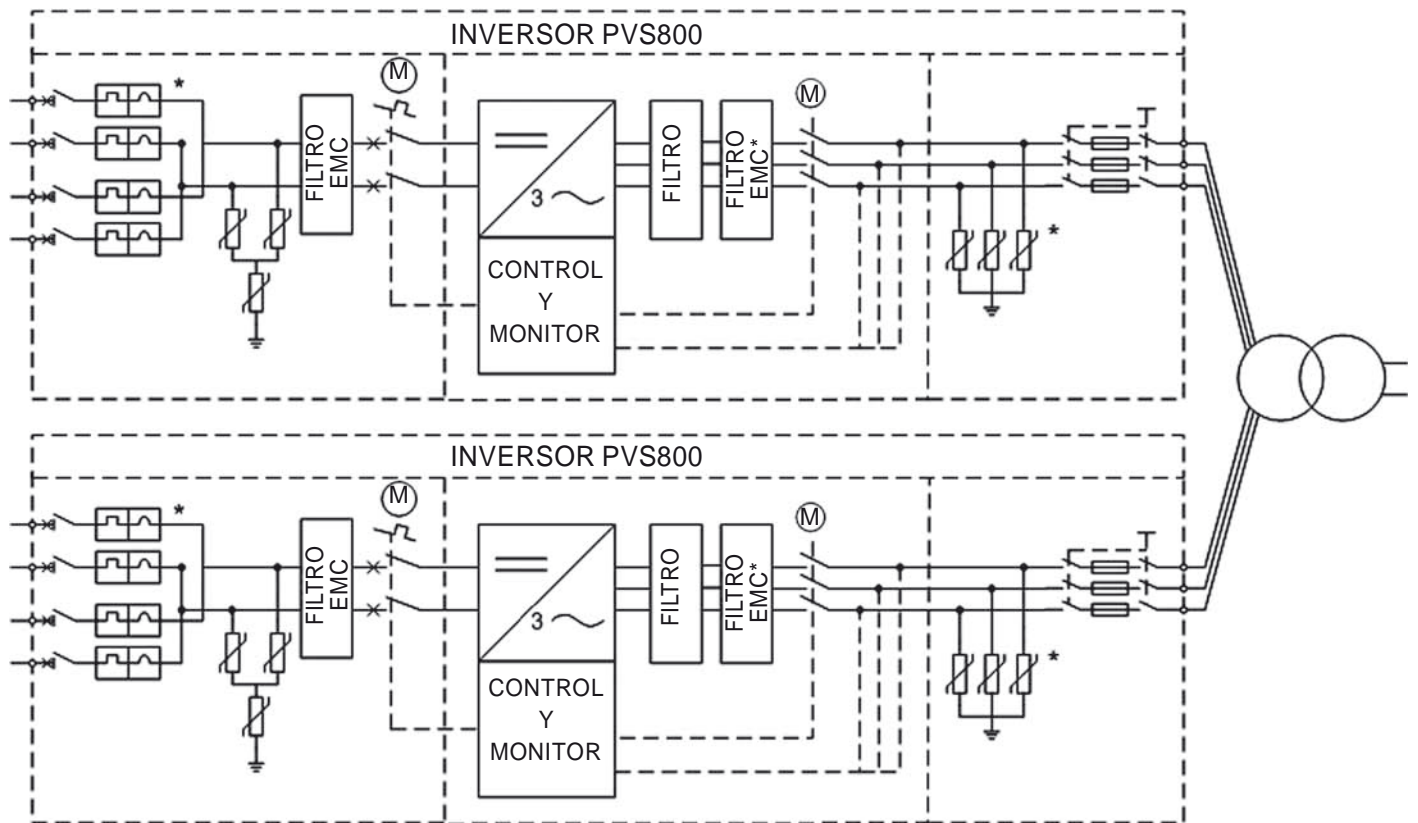 INVERSOR PVS800
*
M
M
FILTRO
EMC
FILTRO
FILTRO
EMC*
3
CONTROL
Y
MONITOR
*
INVERSOR PVS800
*
M
M
FILTRO
EMC
FILTRO
FILTRO
EMC*
3
CONTROL
Y
MONITOR
*